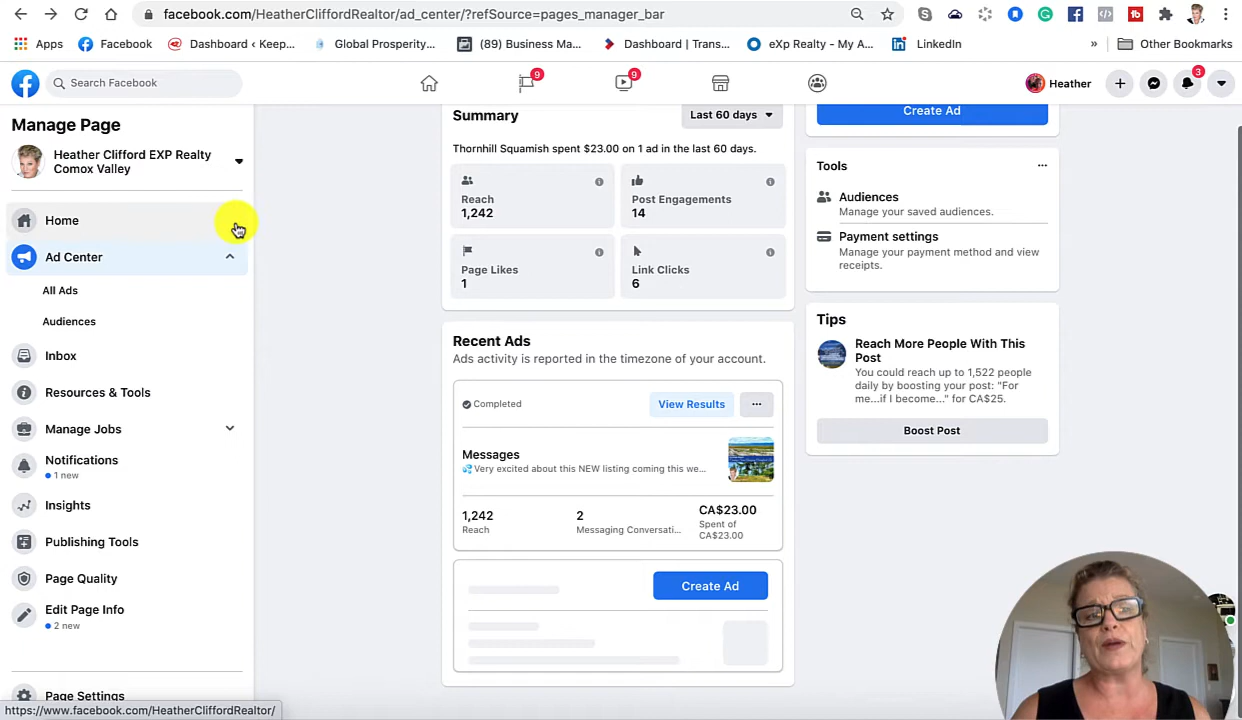 facebook.com/HeatherCliffordRealtor/ad_center/?refSource=pages_manager_bar
Apps
Facebook
Dashboard ‹ Keep...
Global Prosperity...
(89) Business Ma...
Dashboard | Trans...
eXp Realty - My A...
LinkedIn
»
Other Bookmarks
Search Facebook
9
9
Heather
3
Manage Page
Heather Clifford EXP Realty
Comox Valley
Home
Ad Center
All Ads
Audiences
Inbox
Resources & Tools
Manage Jobs
Notifications
1 new
Insights
Publishing Tools
Page Quality
Edit Page Info
2 new
Page Settings
https://www.facebook.com/HeatherCliffordRealtor/
Summary
Last 60 days
Thornhill Squamish spent $23.00 on 1 ad in the last 60 days.
Reach
1,242
Post Engagements
14
Page Likes
1
Link Clicks
6
Recent Ads
Ads activity is reported in the timezone of your account.
Completed
View Results
...
Messages
Very excited about this NEW listing coming this we...
1,242
Reach
2
Messaging Conversati...
CA$23.00
Spent of
CA$23.00
Create Ad
Create Ad
Tools
...
Audiences
Manage your saved audiences.
Payment settings
Manage your payment method and view
receipts.
Tips
Reach More People With This
Post
You could reach up to 1,522 people
daily by boosting your post: "For
me...if I become..." for CA$25.
Boost Post